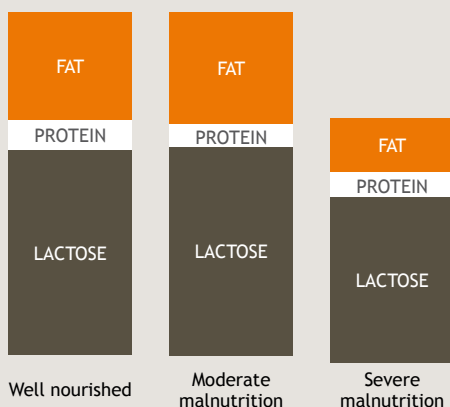 FAT
PROTEIN
LACTOSE
Well nourished
FAT
PROTEIN
LACTOSE
Moderate
malnutrition
FAT
PROTEIN
LACTOSE
Severe
malnutrition